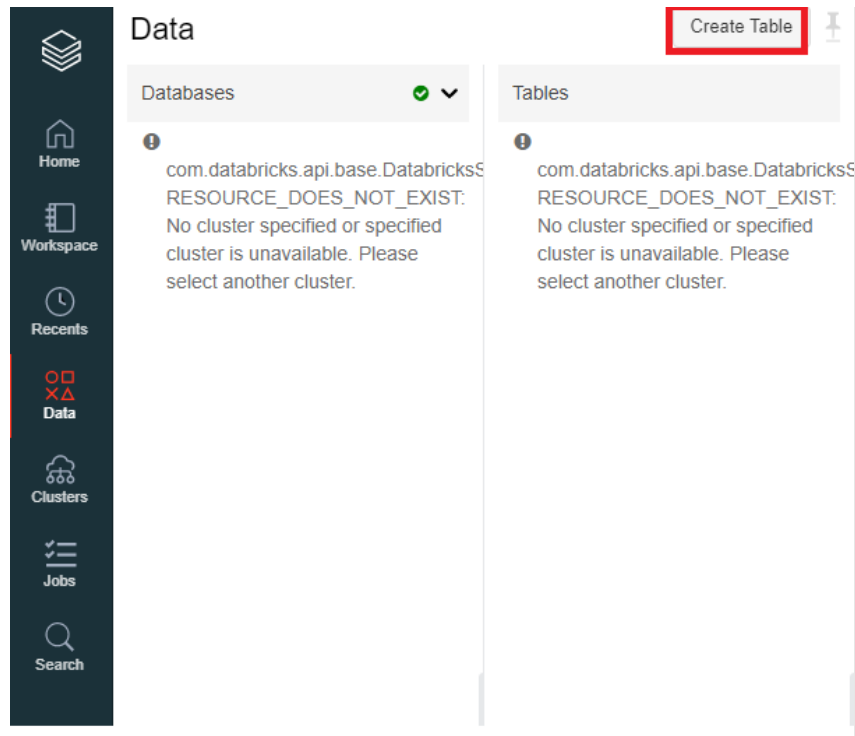 Data
Create Table
Databases
Tables
com.databricks.api.base.DatabricksS
RESOURCE_DOES_NOT_EXIST:
No cluster specified or specified
cluster is unavailable. Please
select another cluster.
com.databricks.api.base.DatabricksS
RESOURCE_DOES_NOT_EXIST:
No cluster specified or specified
cluster is unavailable. Please
select another cluster.
Home
Workspace
Recents
Data
Clusters
Jobs
Search